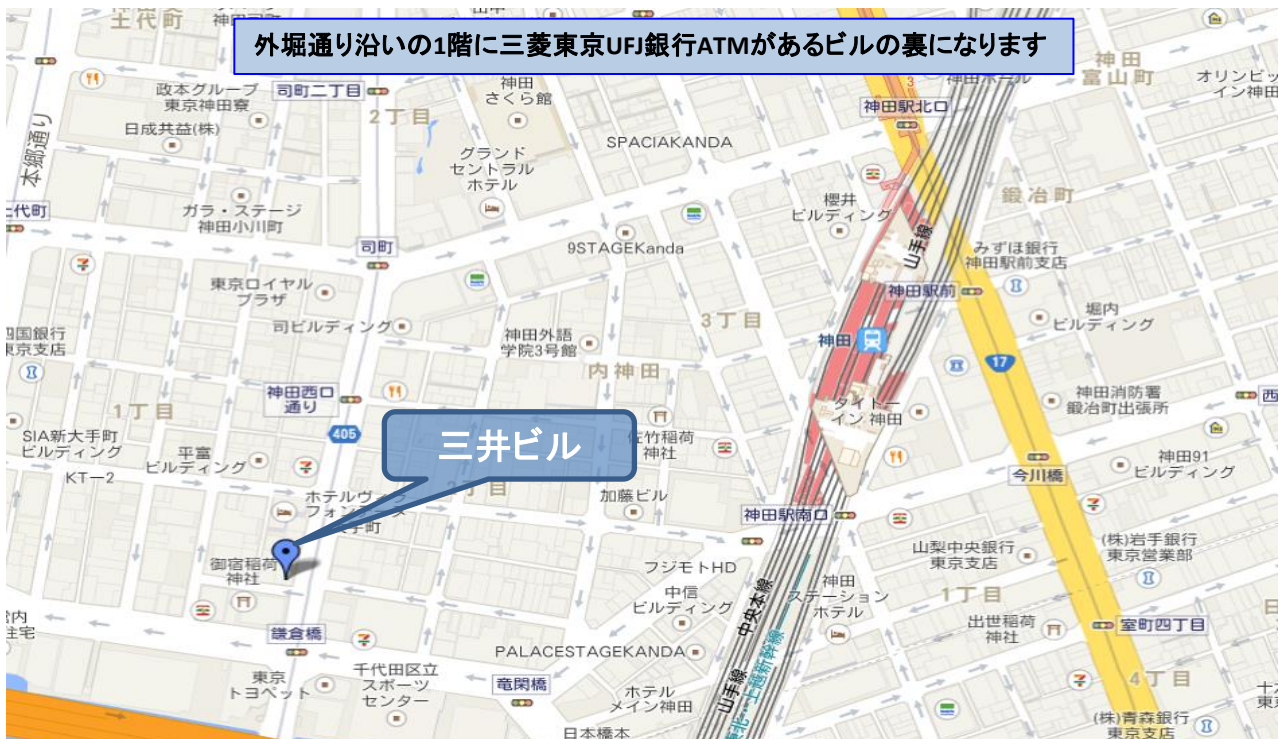 外堀通り沿いの1階に三菱東京UFJ銀行ATMがあるビルの裏になります
土代町
政本グループ
東京神田寮
司町二丁目
2丁目
神田
さくら館
日成共益(株)
本郷通り
グランド
セントラル
ホテル
SPACIAKANDA
神田駅北口
神田
富山町
オリンピッ
イン神田
鍛冶町
櫻井
ビルディング
山手線
ガラ・ステージ
神田小川町
司町
9STAGEKanda
みずほ銀行
神田駅前支店
東京ロイヤル
プラザ
神田駅前
堀内
ビルディング
司ビルディング
神田外語
学院3号館
3丁目
神田
17
四国銀行
東京支店
内神田
神田西口
通り
405
1丁目
タイトー
イン 神田
神田消防署
鍛冶町出張所
西
SIA新大手町
ビルディング
平富
ビルディング
三井ビル
佐竹稲荷
神社
今川橋
神田91
ビルディング
KT-2
加藤ビル
神田駅南口
御宿稲荷
神社
フジモトHD
中信
ビルディング
中央本線
山手線
東北・上越新幹線
神田
ステーション
ホテル
山梨中央銀行
東京支店
(株)岩手銀行
東京営業部
1丁目
出世稲荷
神社
室町四丁目
鎌倉橋
PALACESTAGEKANDA
東京
トヨペット
千代田区立
スポーツ
センター
竜閑橋
ホテル
メイン神田
日本橋本
4丁目
(株)青森銀行
東京支店